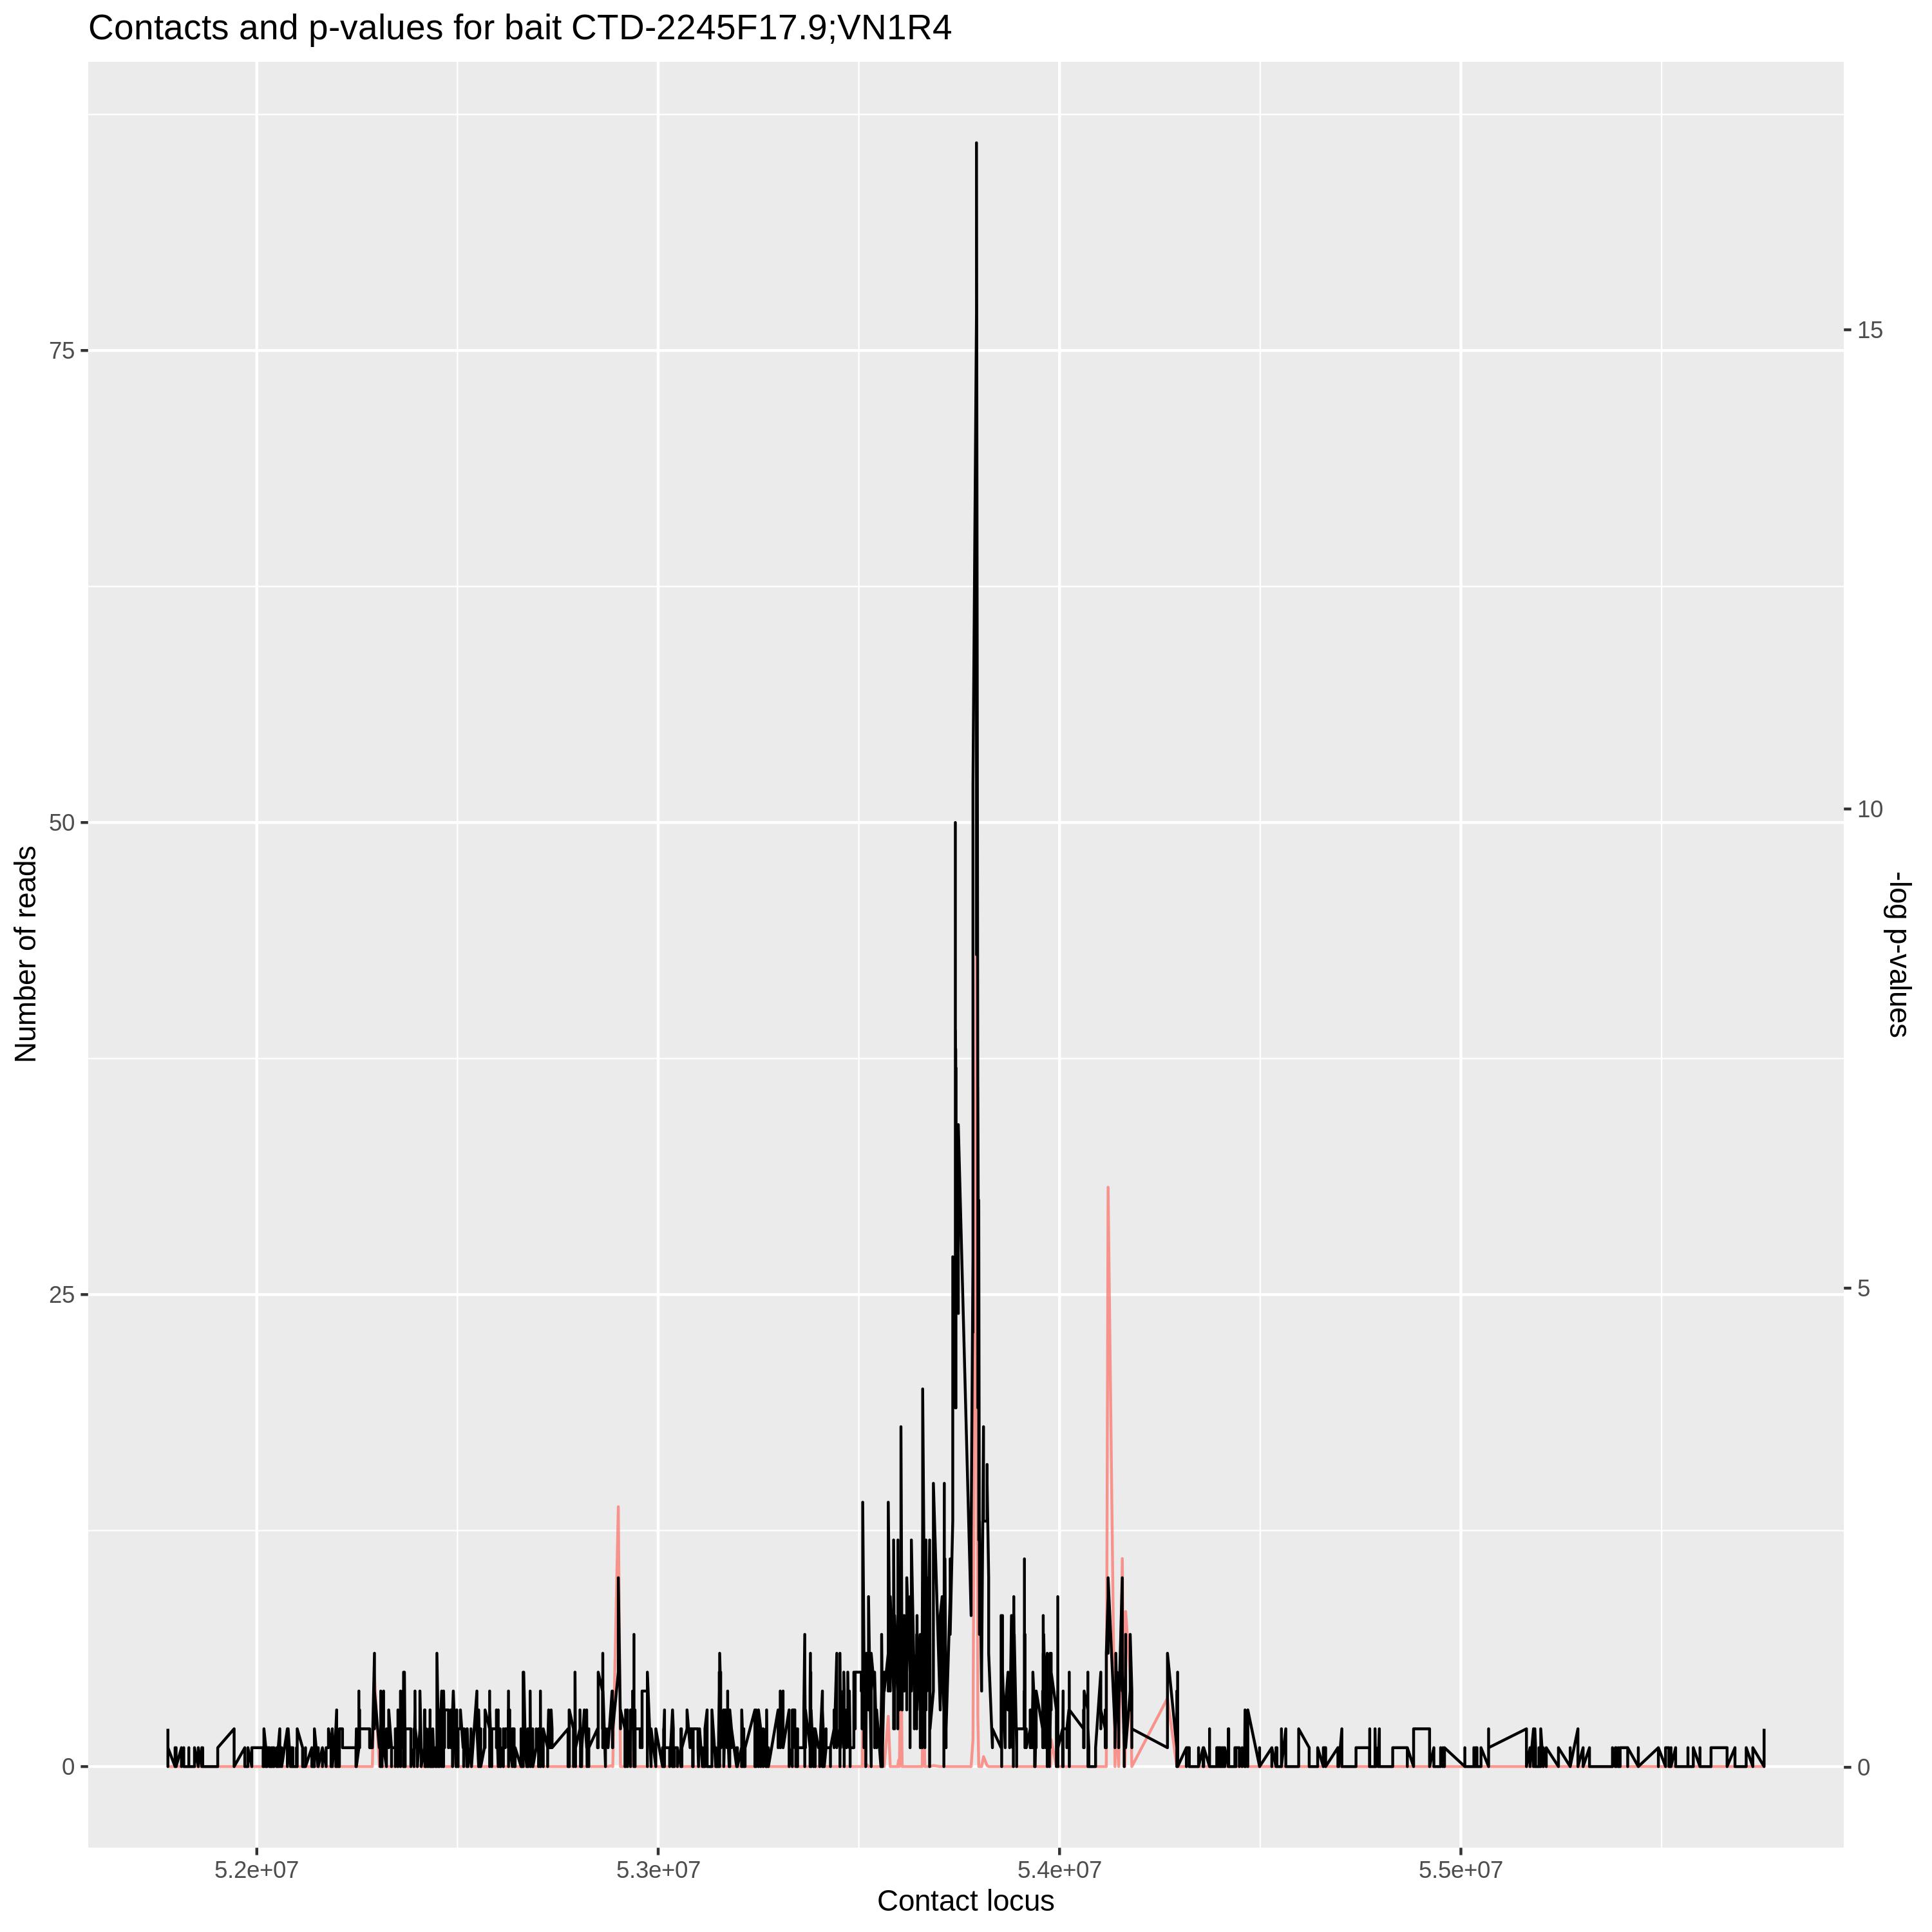 Contacts and p-values for bait CTD-2245F17.9;VN1R4
75
50
25
0
Number of reads
15
10
5
0
-log p-values
5.2e+07
5.3e+07
5.4e+07
5.5e+07
Contact locus